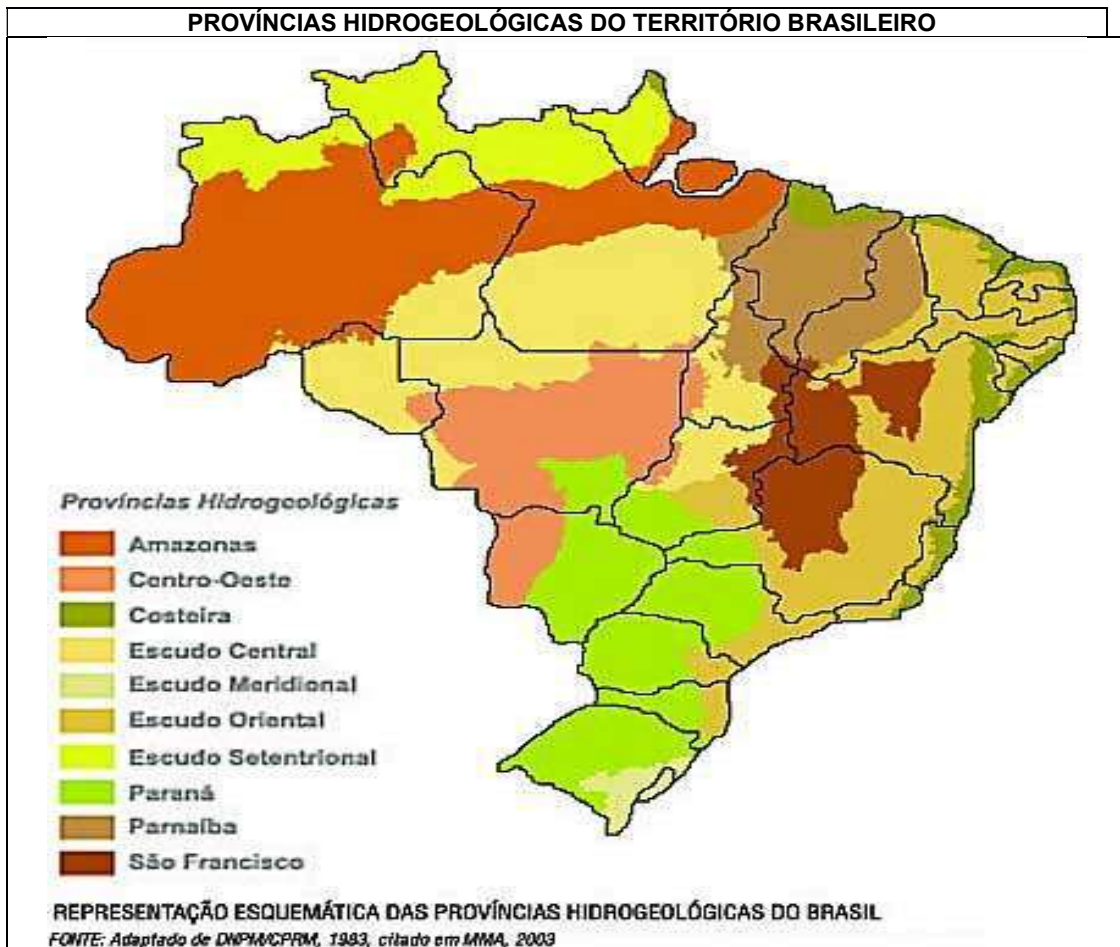 PROVÍNCIAS HIDROGEOLÓGICAS DO TERRITÓRIO BRASILEIRO
Províncias Hidrogeológicas
Amazonas
Centro-Oeste
Costeira
Escudo Central
Escudo Meridional
Escudo Oriental
Escudo Setentrional
Paraná
Parnaíba
São Francisco
REPRESENTAÇÃO ESQUEMÁTICA DAS PROVÍNCIAS HIDROGEOLÓGICAS DO BRASIL
FONTE: Adaptado de DNPM/CPRM, 1983, citado em MMA, 2003